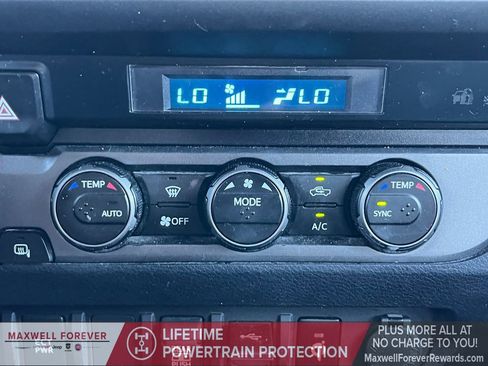 LO LO
TEMP
AUTO
OFF
MODE
A/C
TEMP
SYNC
PWR
MAXWELL FOREVER
LIFETIME
POWERTRAIN PROTECTION
PLUS MORE ALL AT
NO CHARGE TO YOU!
MaxwellForeverRewards.com